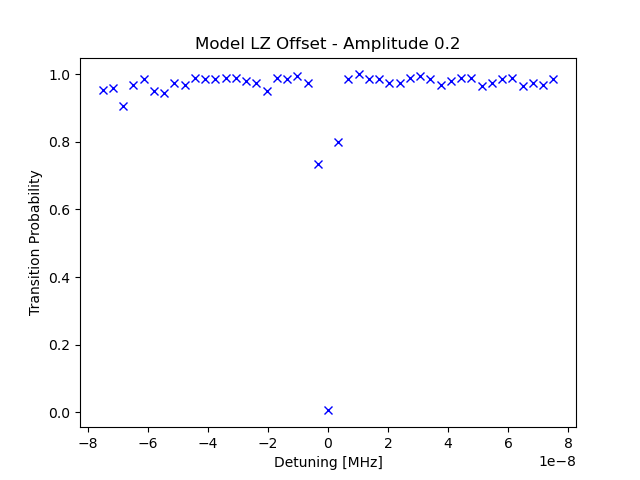 Model LZ Offset - Amplitude 0.2
1.0
0.8
0.6
0.4
0.2
0.0
Transition Probability
−8 −6 −4 −2 0 2 4 6 8
1e−8
Detuning [MHz]